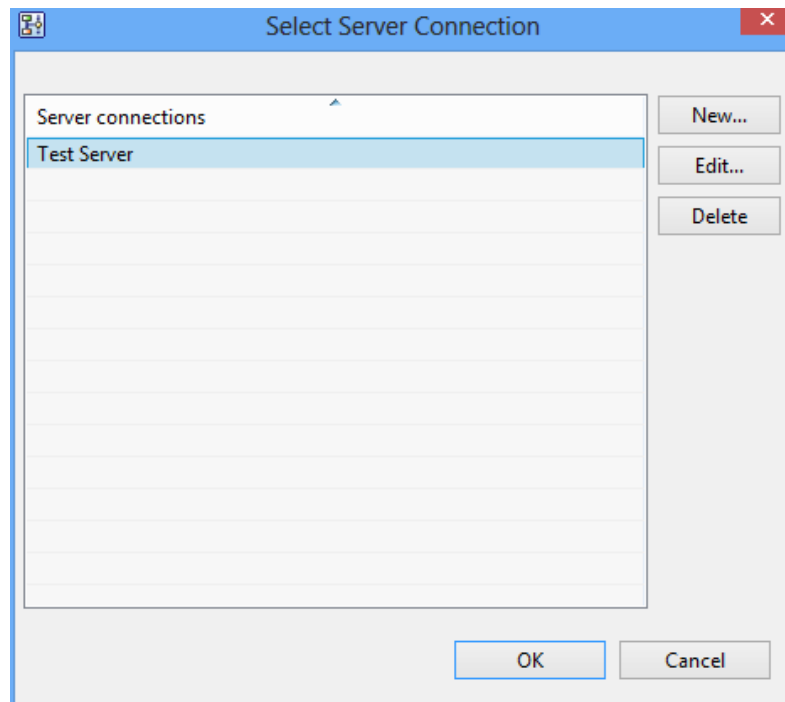 Select Server Connection
Server connections
Test Server
New...
Edit...
Delete
OK
Cancel